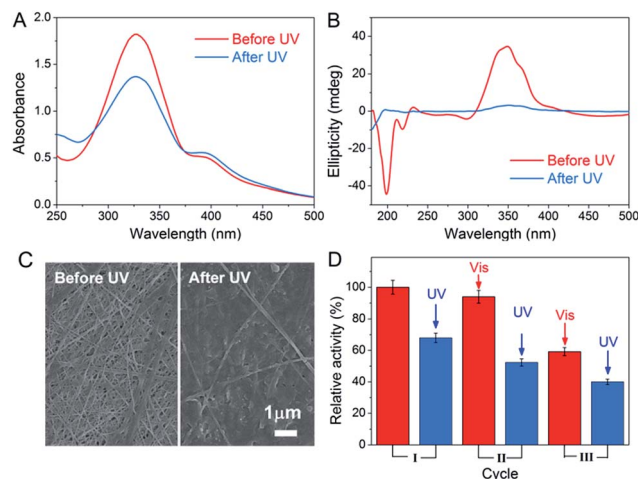 A
2.0
1.5
1.0
0.5
0.0
Absorbance
Before UV
After UV
250 300 350 400 450 500
Wavelength (nm)
B
40
20
0
-20
-40
Ellipticity (mdeg)
Before UV
After UV
200 250 300 350 400 450 500
Wavelength (nm)
C
Before UV
After UV
1μm
D
120
100
80
60
40
20
0
Relative activity (%)
UV
Vis
UV
Vis
UV
I II III
Cycle